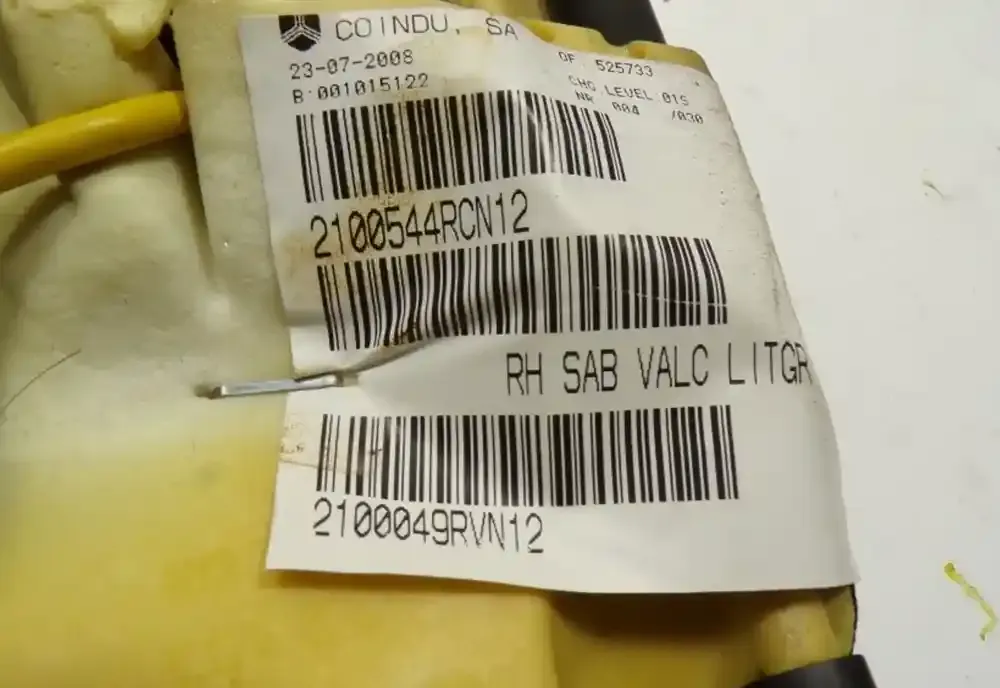 COINDU, SA
23-07-2008
OF 525733
B·001015122
CHG LEVEL 01S
NR 004 /030
2100544RCN12
RH SAB VALC LITGR
2100049RVN12